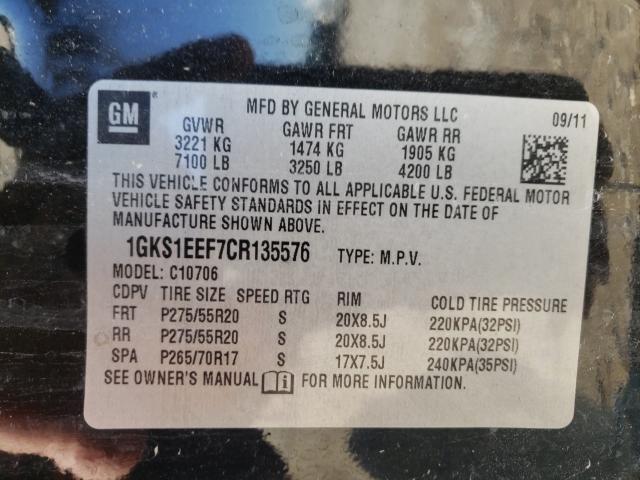 GM®
MFD BY GENERAL MOTORS LLC 09/11
GVWR GAWR FRT GAWR RR
3221 KG 1474 KG 1905 KG
7100 LB 3250 LB 4200 LB
THIS VEHICLE CONFORMS TO ALL APPLICABLE U.S. FEDERAL MOTOR
VEHICLE SAFETY STANDARDS IN EFFECT ON THE DATE OF
MANUFACTURE SHOWN ABOVE.
1GKS1EEF7CR135576 TYPE: M.P.V.
MODEL: C10706
CDPV TIRE SIZE SPEED RTG RIM COLD TIRE PRESSURE
FRT P275/55R20 S 20X8.5J 220KPA(32PSI)
RR P275/55R20 S 20X8.5J 220KPA(32PSI)
SPA P265/70R17 S 17X7.5J 240KPA(35PSI)
SEE OWNER'S MANUAL FOR MORE INFORMATION.